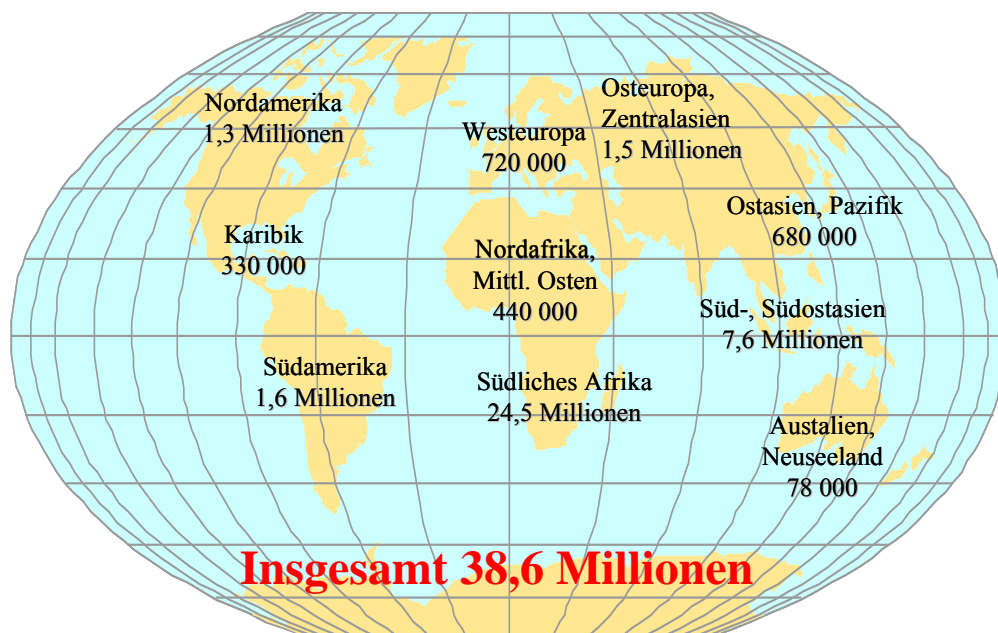 Nordamerika
1,3 Millionen
Westeuropa
720 000
Osteuropa,
Zentralasien
1,5 Millionen
Karibik
330 000
Nordafrika,
Mittl. Osten
440 000
Ostasien, Pazifik
680 000
Süd-, Südostasien
7,6 Millionen
Südamerika
1,6 Millionen
Südliches Afrika
24,5 Millionen
Austalien,
Neuseeland
78 000
Insgesamt 38,6 Millionen